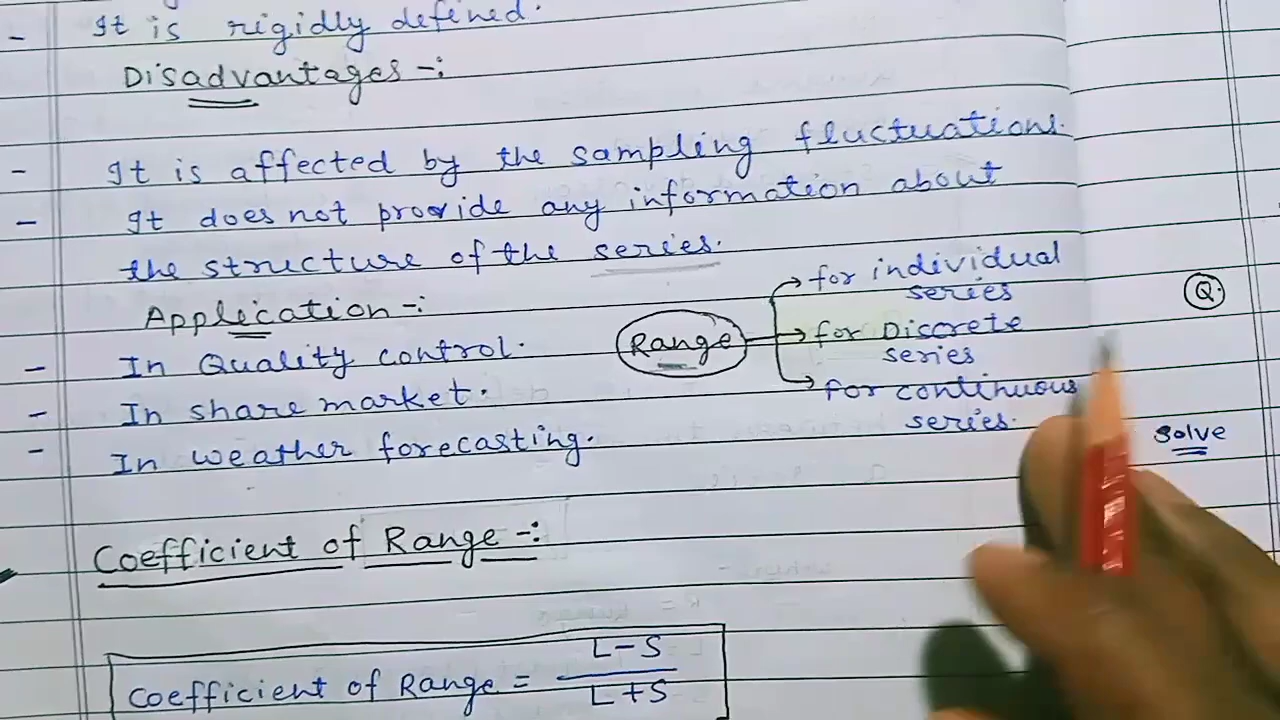 - It is rigidly defined.
Disadvantages -:
- It is affected by the sampling fluctuations.
- It does not provide any information about
the structure of the series.
Application -:
- In Quality control.
- In share market.
- In weather forecasting.
Range
for individual
series
for Discrete
series
for continuous
series.
Q.
Solve
Coefficient of Range -:
Coefficient of Range = L-S
L+S